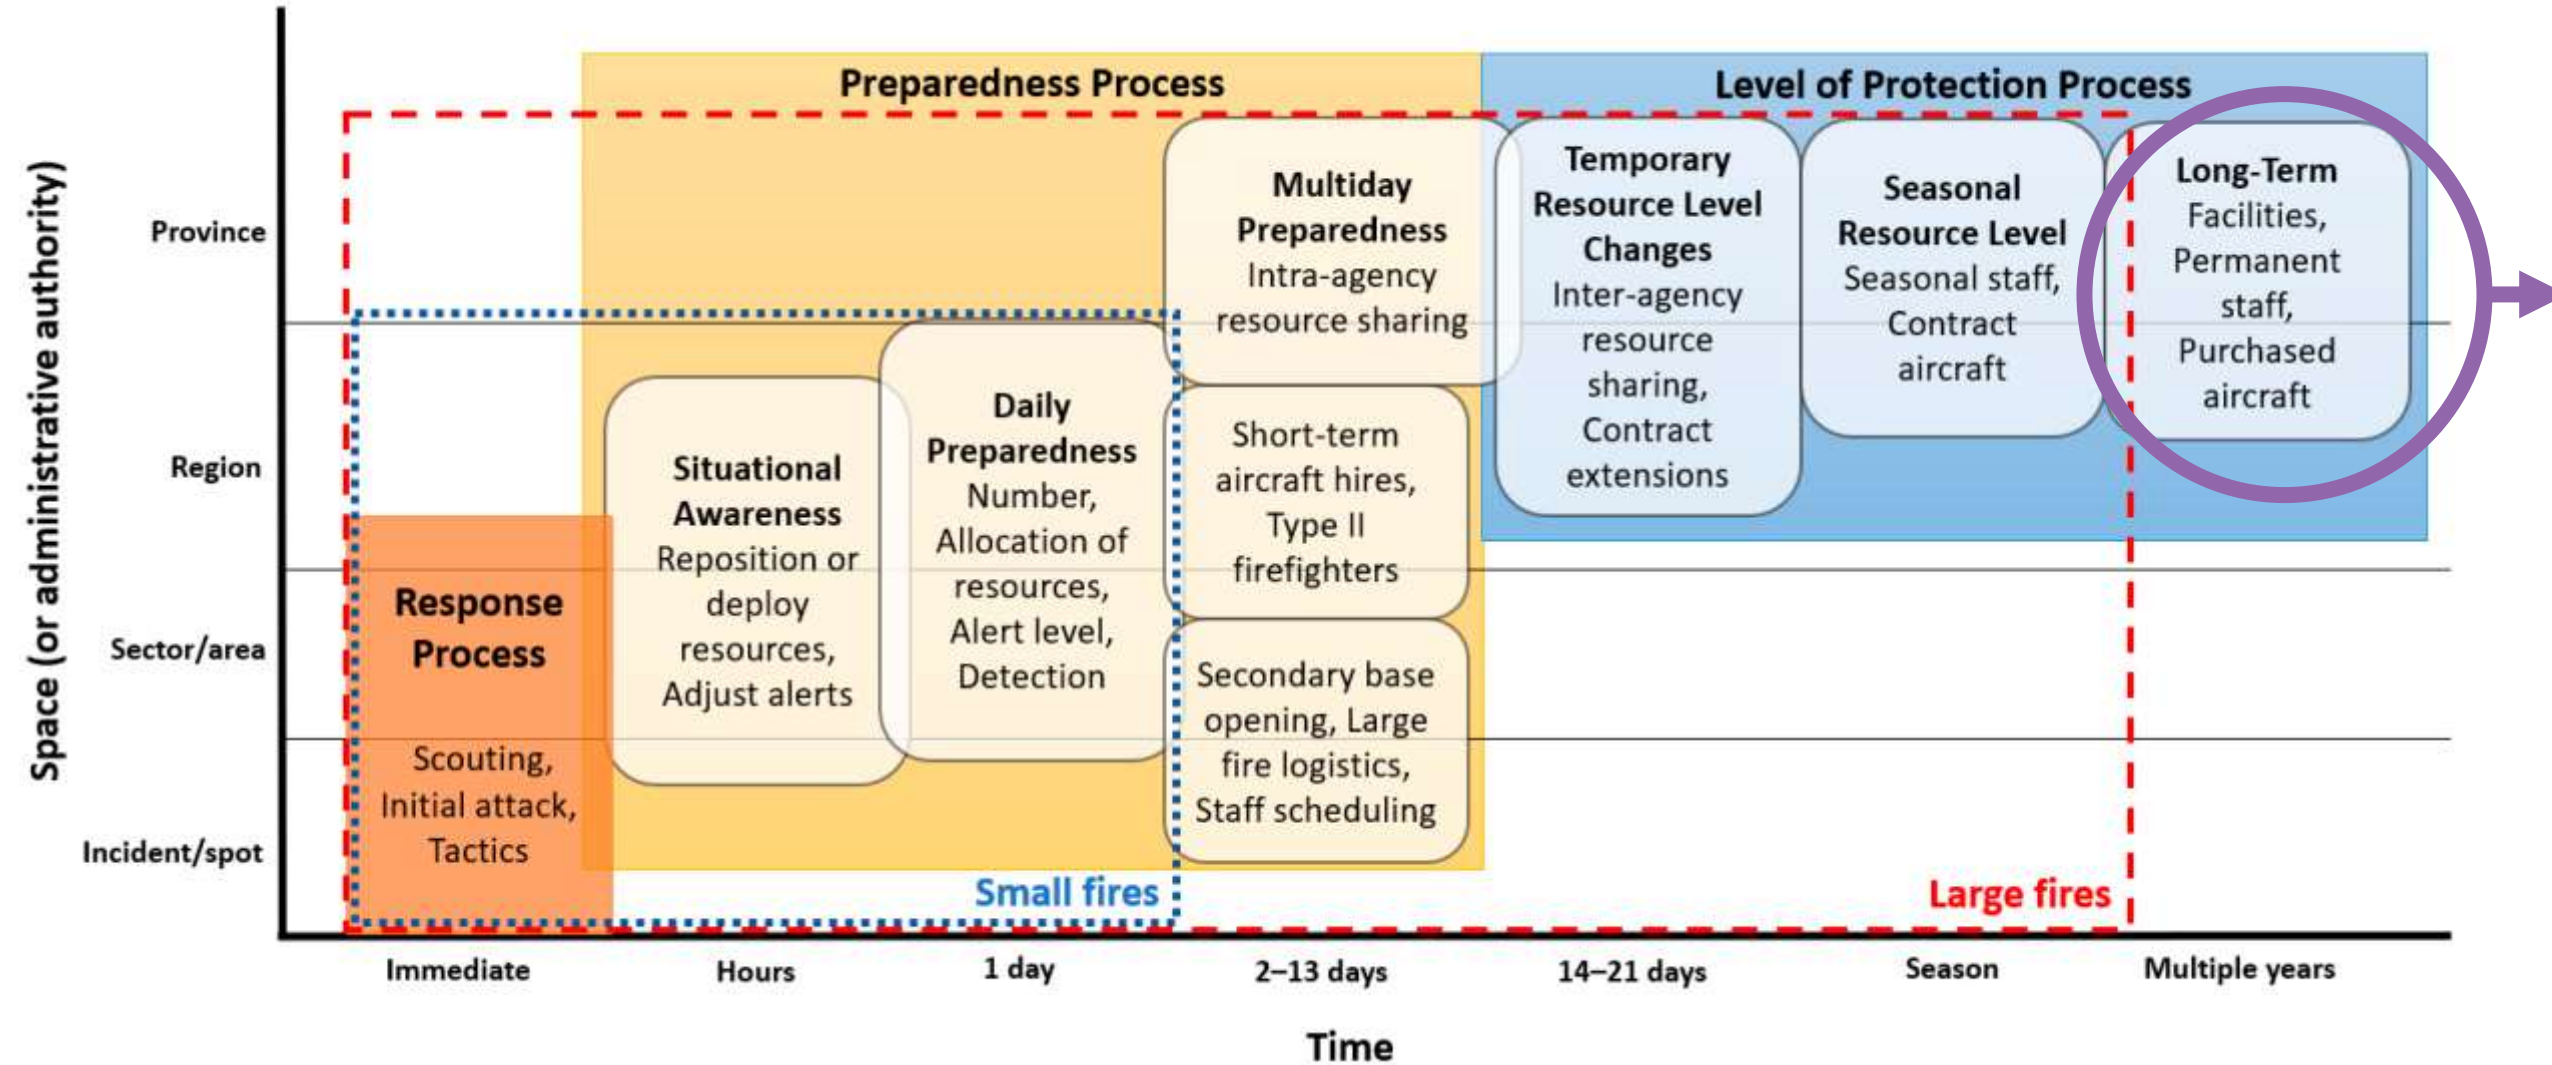 Space (or administrative authority)
Province
Region
Sector/area
Incident/spot
Preparedness Process
Level of Protection Process
Response
Process
Scouting,
Initial attack,
Tactics
Situational
Awareness
Reposition or
deploy
resources,
Adjust alerts
Daily
Preparedness
Number,
Allocation of
resources,
Alert level,
Detection
Multiday
Preparedness
Intra-agency
resource sharing
Short-term
aircraft hires,
Type II
firefighters
Secondary base
opening, Large
fire logistics,
Staff scheduling
Temporary
Resource Level
Changes
Inter-agency
resource
sharing,
Contract
extensions
Seasonal
Resource Level
Seasonal staff,
Contract
aircraft
Long-Term
Facilities,
Permanent
staff,
Purchased
aircraft
Small fires
Large fires
Immediate
Hours
1 day
2–13 days
14–21 days
Season
Multiple years
Time